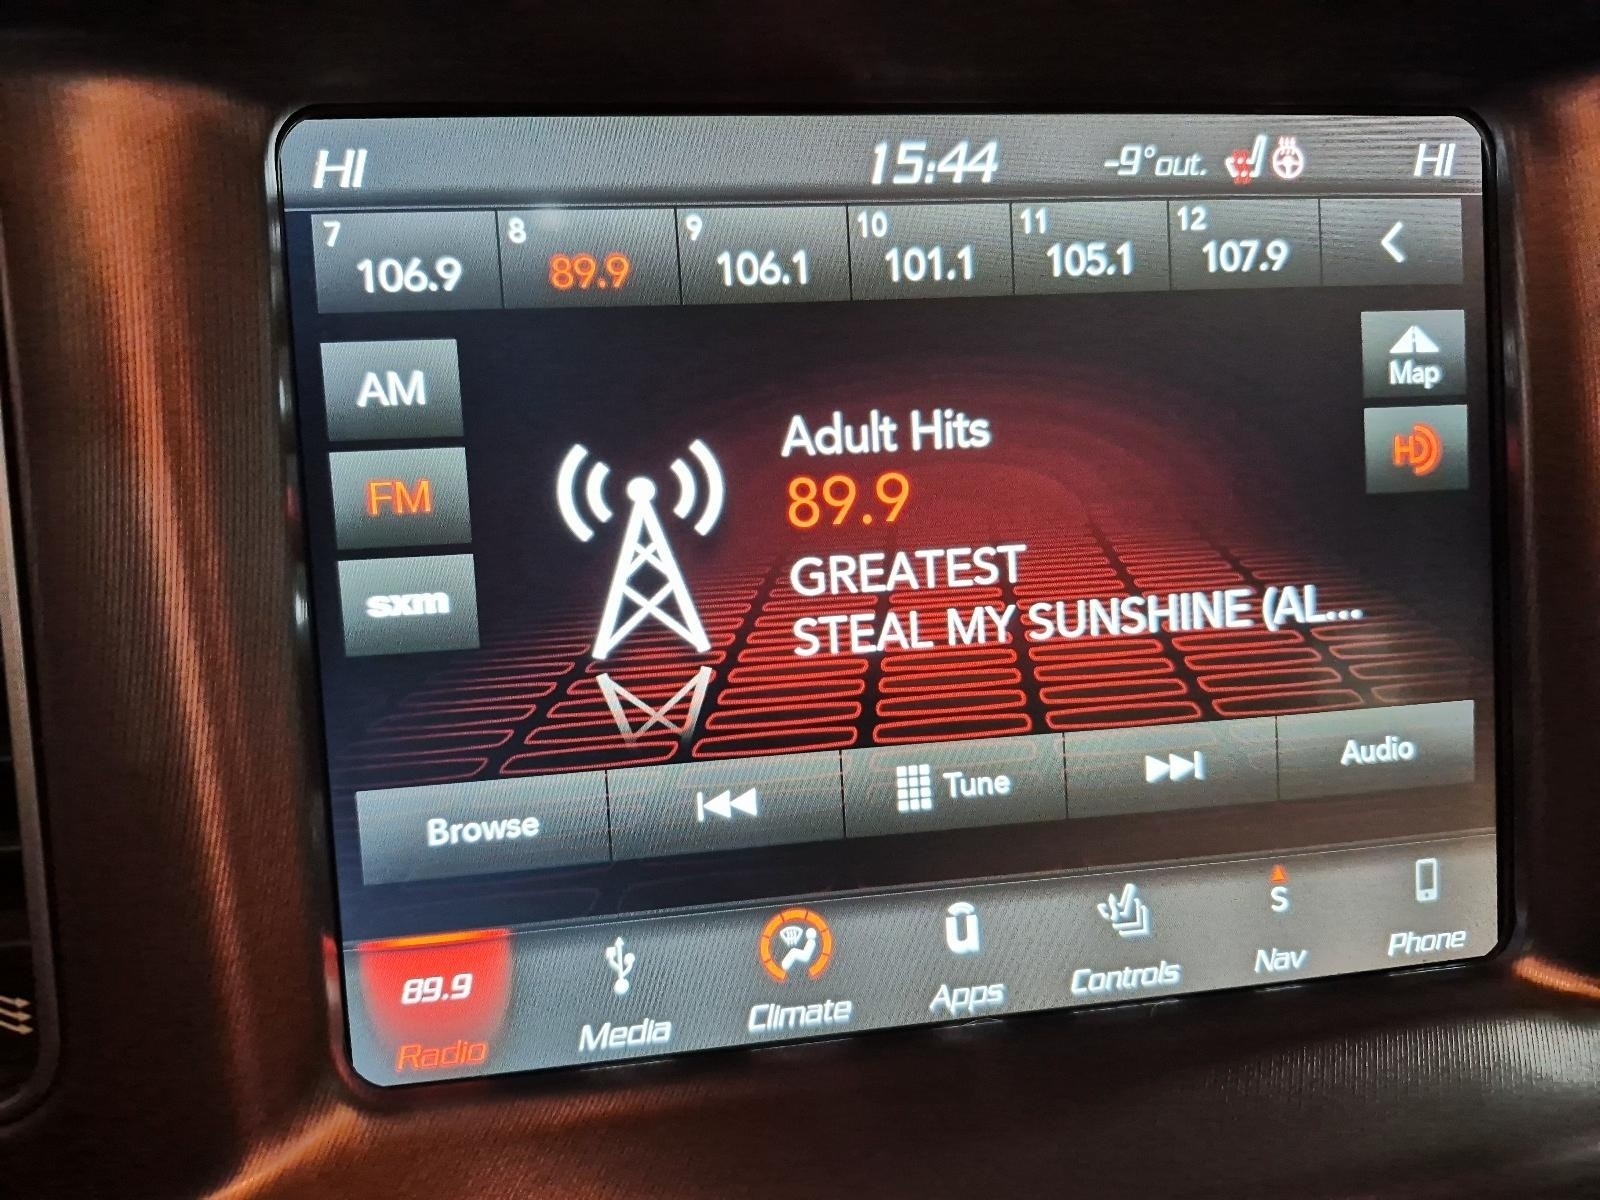 HI 15:44 -9°out. HI
7 8 9 10 11 12
106.9 89.9 106.1 101.1 105.1 107.9
Map
AM
HD
Adult Hits
FM
89.9
GREATEST
sxm
STEAL MY SUNSHINE (AL...
Browse Tune Audio
89.9 S
Radio Media Climate Apps Controls Nav Phone